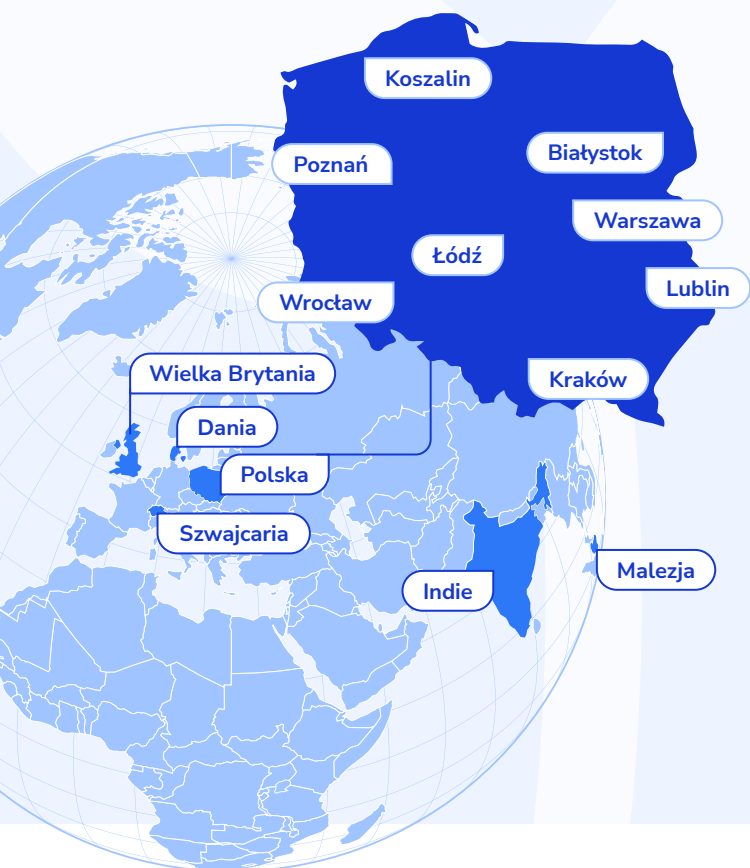 Koszalin
Białystok
Poznań
Warszawa
Łódź
Lublin
Wrocław
Wielka Brytania
Kraków
Dania
Polska
Szwajcaria
Malezja
Indie